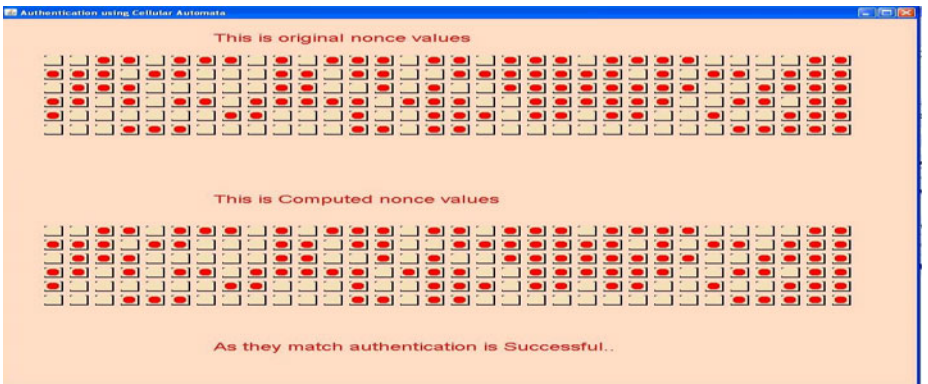 Authentication using Cellular Automata
This is original nonce values
This is Computed nonce values
As they match authentication is Successful..